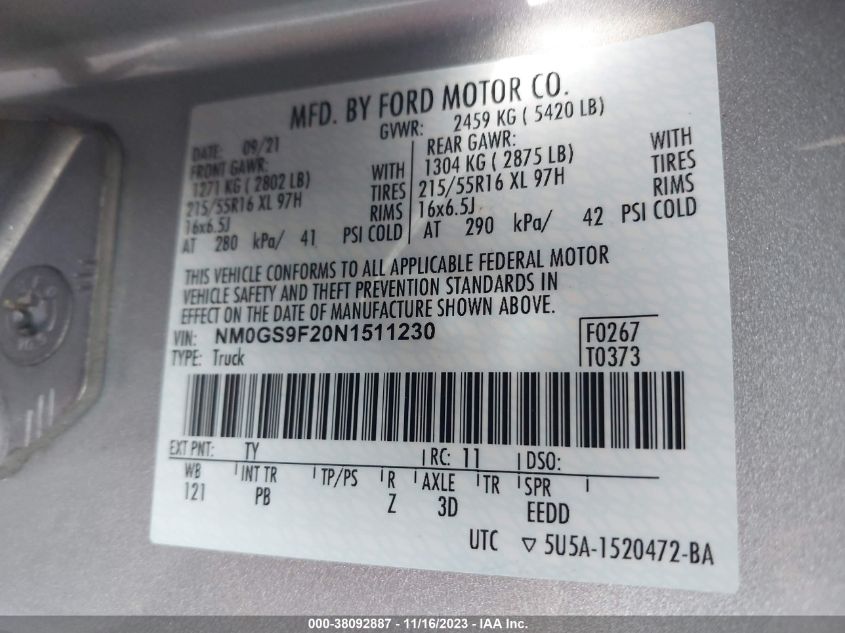 MFD. BY FORD MOTOR CO.
DATE: 09/21 GVWR: 2459 KG ( 5420 LB)
FRONT GAWR: REAR GAWR:
1271 KG ( 2802 LB) WITH 1304 KG ( 2875 LB) WITH
215/55R16 XL 97H TIRES 215/55R16 XL 97H TIRES
16x6.5J RIMS 16x6.5J RIMS
AT 280 kPa/ 41 PSI COLD AT 290 kPa/ 42 PSI COLD
THIS VEHICLE CONFORMS TO ALL APPLICABLE FEDERAL MOTOR
VEHICLE SAFETY AND THEFT PREVENTION STANDARDS IN
EFFECT ON THE DATE OF MANUFACTURE SHOWN ABOVE.
VIN: NM0GS9F20N1511230 F0267
TYPE: Truck T0373
EXT PNT: TY RC: 11 DSO:
WB INT TR TP/PS R AXLE TR SPR
121 PB Z 3D EEDD
UTC ▽ 5U5A-1520472-BA
000-38092887 - 11/16/2023 - IAA Inc.